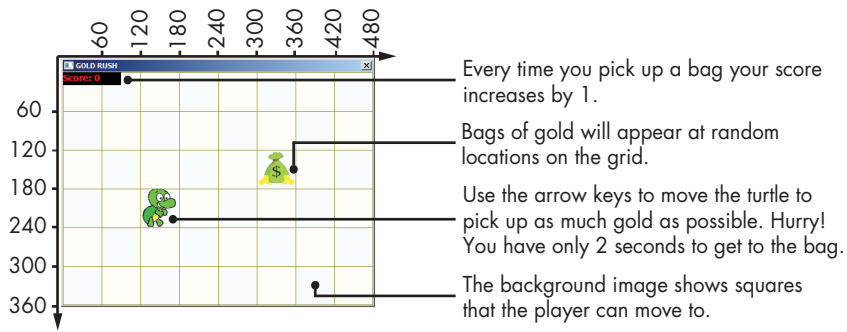 60
120
180
240
300
360
420
480
GOLD RUSH
Score: 0
60
120
180
240
300
360
$
Every time you pick up a bag your score
increases by 1.
Bags of gold will appear at random
locations on the grid.
Use the arrow keys to move the turtle to
pick up as much gold as possible. Hurry!
You have only 2 seconds to get to the bag.
The background image shows squares
that the player can move to.